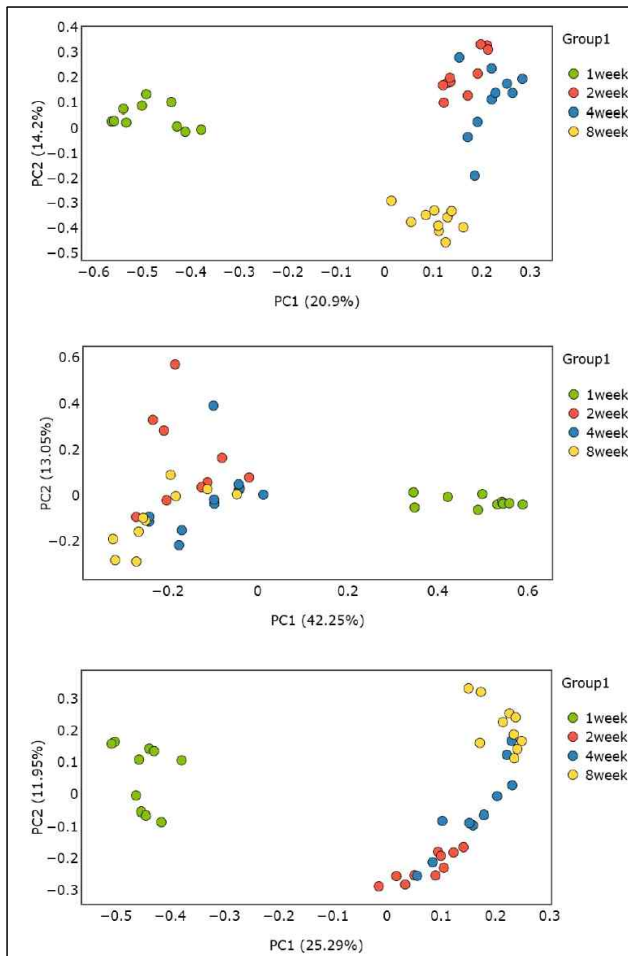 0.4
0.3
0.2
0.1
0
−0.1
−0.2
−0.3
−0.4
−0.5
PC2 (14.2%)
−0.6 −0.5 −0.4 −0.3 −0.2 −0.1 0 0.1 0.2 0.3
PC1 (20.9%)
Group1
1week
2week
4week
8week
0.6
0.4
0.2
0
−0.2
PC2 (13.05%)
−0.2 0 0.2 0.4 0.6
PC1 (42.25%)
Group1
1week
2week
4week
8week
0.3
0.2
0.1
0
−0.1
−0.2
−0.3
PC2 (11.95%)
−0.5 −0.4 −0.3 −0.2 −0.1 0 0.1 0.2 0.3
PC1 (25.29%)
Group1
1week
2week
4week
8week